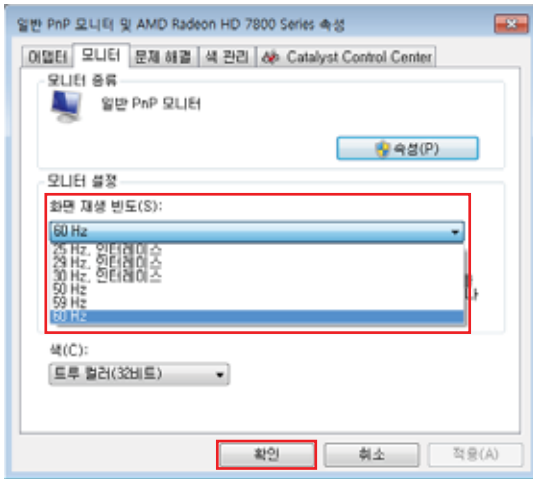 일반 PnP 모니터 및 AMD Radeon HD 7800 Series 속성
어댑터 모니터 문제 해결 색 관리 Catalyst Control Center
모니터 종류
일반 PnP 모니터
속성(P)
모니터 설정
화면 재생 빈도(S):
60 Hz
25 Hz, 인터레이스
29 Hz, 인터레이스
30 Hz, 인터레이스
50 Hz
59 Hz
60 Hz
색(C):
트루 컬러(32비트)
확인 취소 적용(A)